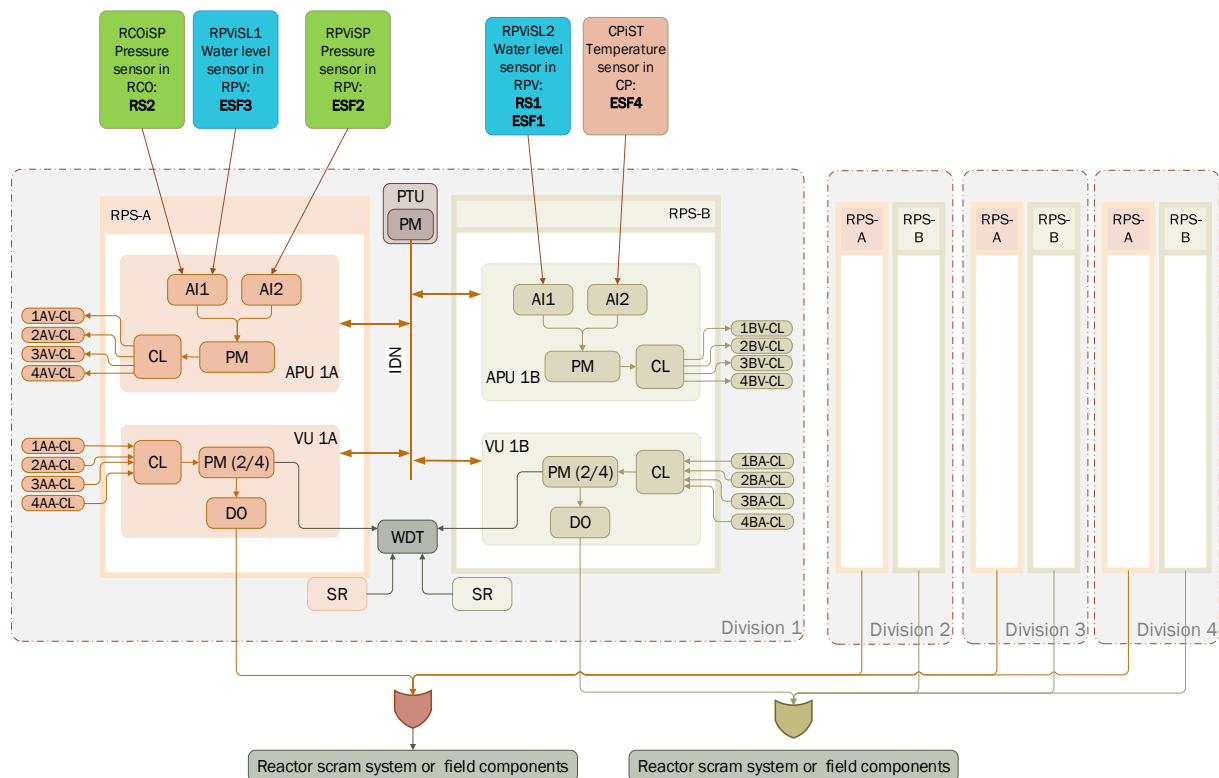 RCOiSP
Pressure
sensor in
RCO:
RS2
RPViSL1
Water level
sensor in
RPV:
ESF3
RPViSP
Pressure
sensor in
RPV:
ESF2
RPViSL2
Water level
sensor in
RPV:
RS1
ESF1
CPiST
Temperature
sensor in
CP:
ESF4
RPS-A
PTU
PM
RPS-B
AI1
AI2
CL
PM
APU 1A
1AV-CL
2AV-CL
3AV-CL
4AV-CL
IDN
AI1
AI2
PM
CL
APU 1B
1BV-CL
2BV-CL
3BV-CL
4BV-CL
VU 1A
CL
PM (2/4)
DO
1AA-CL
2AA-CL
3AA-CL
4AA-CL
VU 1B
PM (2/4)
CL
DO
1BA-CL
2BA-CL
3BA-CL
4BA-CL
WDT
SR
SR
Division 1
RPS-
A
RPS-
B
Division 2
RPS-
A
RPS-
B
Division 3
RPS-
A
RPS-
B
Division 4
Reactor scram system or field components
Reactor scram system or field components